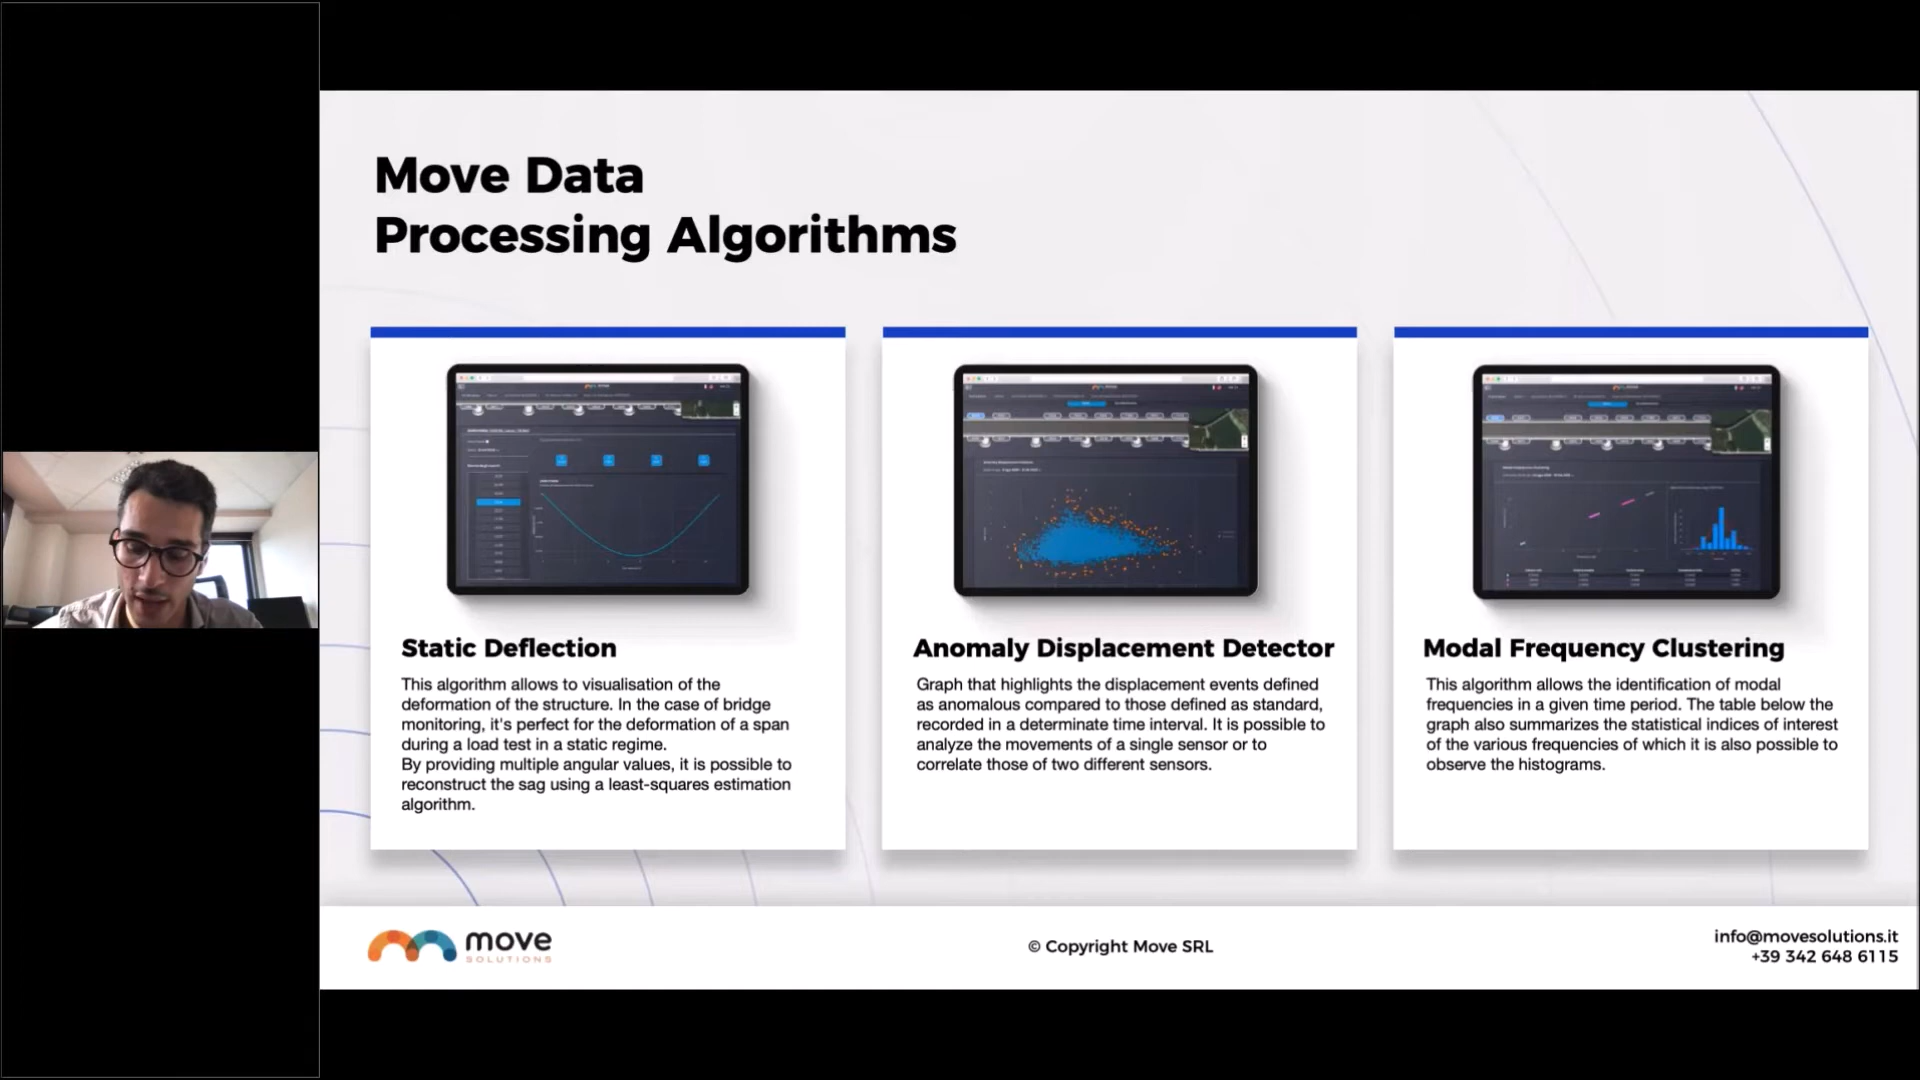 Move Data
Processing Algorithms
Static Deflection
This algorithm allows to visualisation of the
deformation of the structure. In the case of bridge
monitoring, it's perfect for the deformation of a span
during a load test in a static regime.
By providing multiple angular values, it is possible to
reconstruct the sag using a least-squares estimation
algorithm.
Anomaly Displacement Detector
Graph that highlights the displacement events defined
as anomalous compared to those defined as standard,
recorded in a determinate time interval. It is possible to
analyze the movements of a single sensor or to
correlate those of two different sensors.
Modal Frequency Clustering
This algorithm allows the identification of modal
frequencies in a given time period. The table below the
graph also summarizes the statistical indices of interest
of the various frequencies of which it is also possible to
observe the histograms.
move
SOLUTIONS
© Copyright Move SRL
info@movesolutions.it
+39 342 648 6115